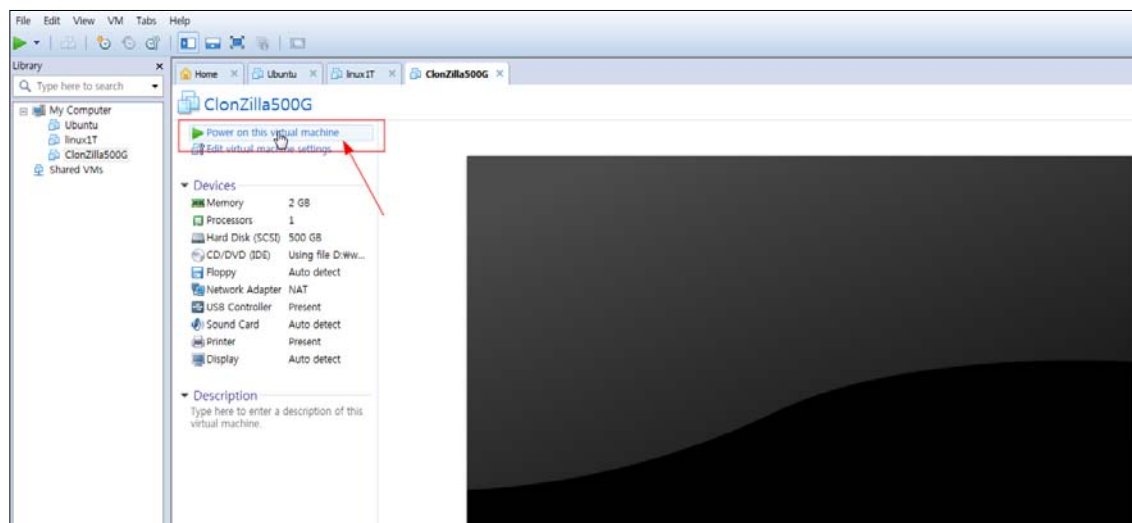 File Edit View VM Tabs Help
Library
Type here to search
My Computer
Ubuntu
linux1T
ClonZilla500G
Shared VMs
Home Ubuntu linux1T ClonZilla500G
ClonZilla500G
Power on this virtual machine
Edit virtual machine settings
Devices
Memory 2 GB
Processors 1
Hard Disk (SCSI) 500 GB
CD/DVD (IDE) Using file D:ww...
Floppy Auto detect
Network Adapter NAT
USB Controller Present
Sound Card Auto detect
Printer Present
Display Auto detect
Description
Type here to enter a description of this
virtual machine.